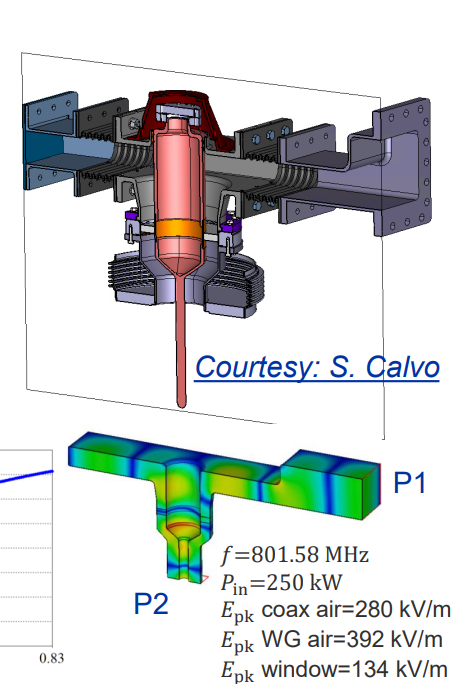 Courtesy: S. Calvo
P1
P2
f=801.58 MHz
Pin=250 kW
Epk coax air=280 kV/m
Epk WG air=392 kV/m
Epk window=134 kV/m
0.83